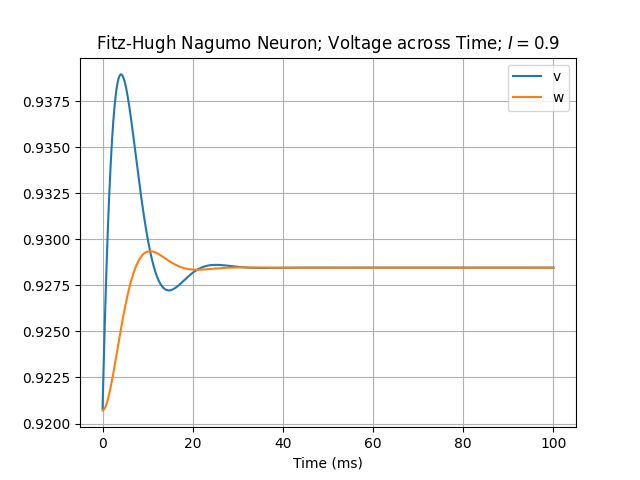 Fitz-Hugh Nagumo Neuron; Voltage across Time; I = 0.9
v
w
0.9375
0.9350
0.9325
0.9300
0.9275
0.9250
0.9225
0.9200
0 20 40 60 80 100
Time (ms)